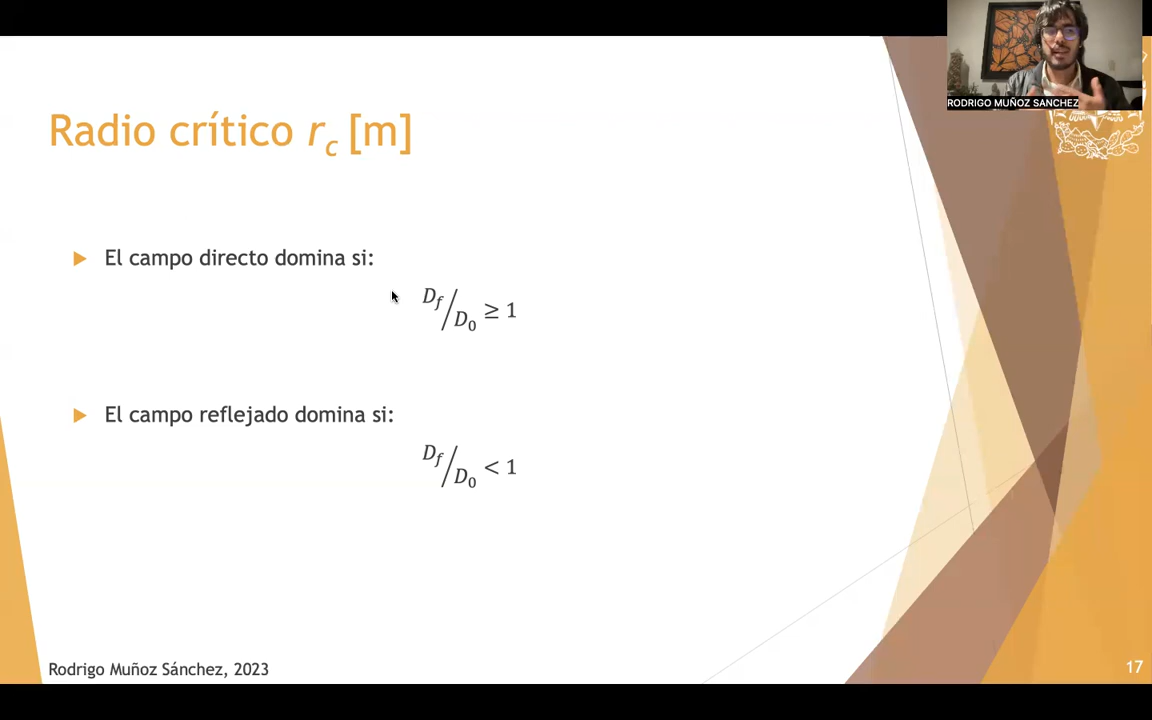 RODRIGO MUÑOZ SANCHEZ
Radio crítico r_c [m]
El campo directo domina si:
D_f/D_0 ≥ 1
El campo reflejado domina si:
D_f/D_0 < 1
Rodrigo Muñoz Sánchez, 2023
17